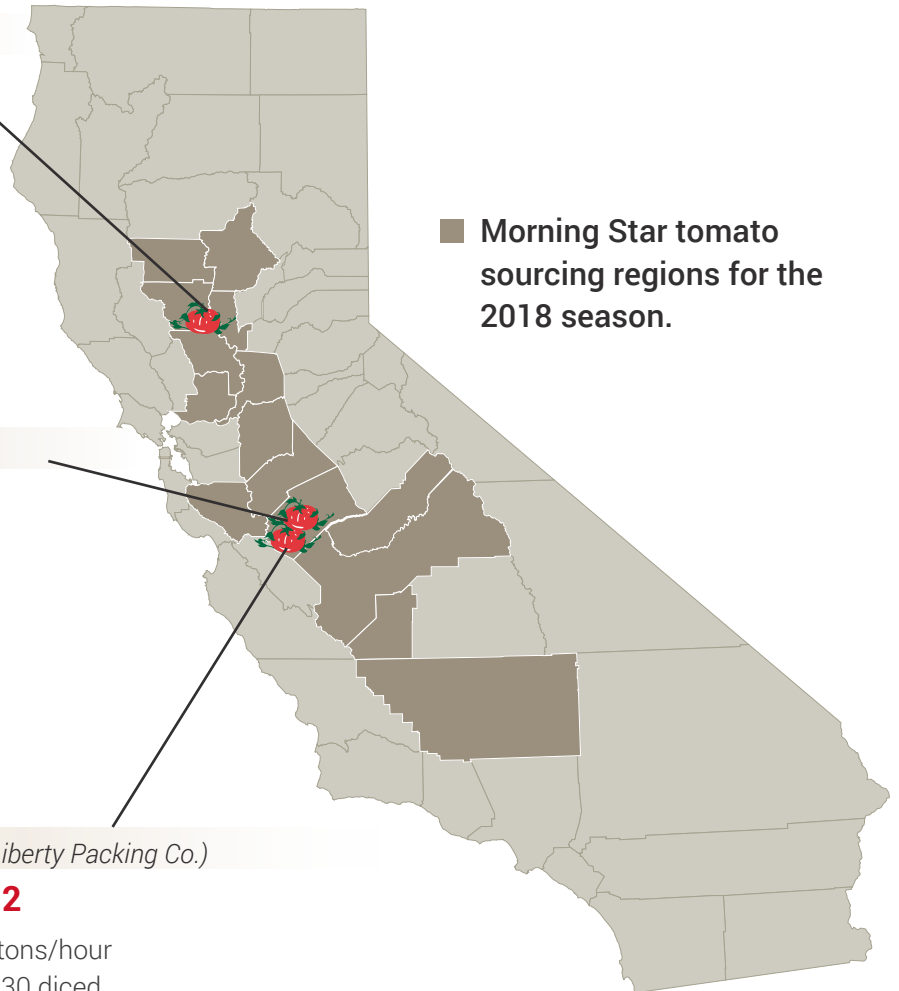 Morning Star tomato
sourcing regions for the
2018 season.
iberty Packing Co.)
2
tons/hour
30 diced